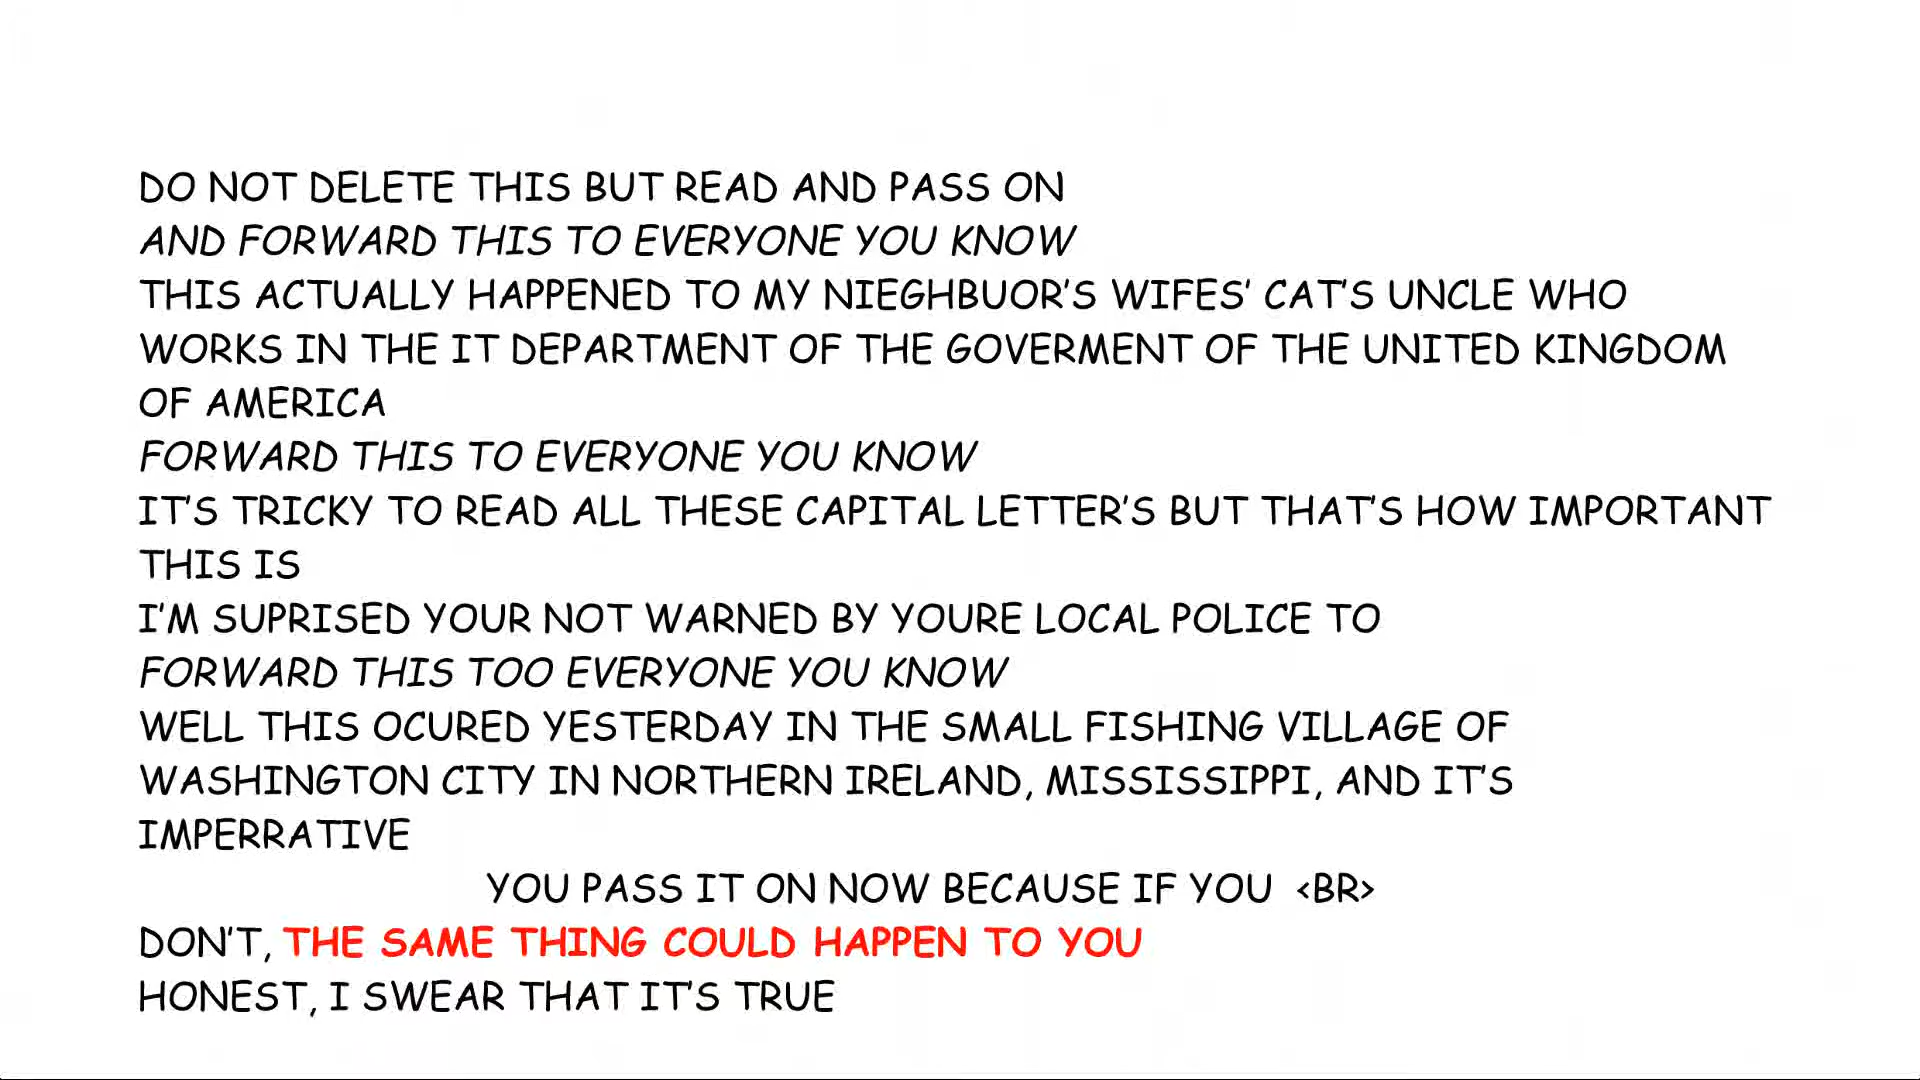 DO NOT DELETE THIS BUT READ AND PASS ON
AND FORWARD THIS TO EVERYONE YOU KNOW
THIS ACTUALLY HAPPENED TO MY NIEGHBUOR'S WIFES' CAT'S UNCLE WHO
WORKS IN THE IT DEPARTMENT OF THE GOVERMENT OF THE UNITED KINGDOM
OF AMERICA
FORWARD THIS TO EVERYONE YOU KNOW
IT'S TRICKY TO READ ALL THESE CAPITAL LETTER'S BUT THAT'S HOW IMPORTANT
THIS IS
I'M SUPRISED YOUR NOT WARNED BY YOURE LOCAL POLICE TO
FORWARD THIS TOO EVERYONE YOU KNOW
WELL THIS OCURED YESTERDAY IN THE SMALL FISHING VILLAGE OF
WASHINGTON CITY IN NORTHERN IRELAND, MISSISSIPPI, AND IT'S
IMPERRATIVE
YOU PASS IT ON NOW BECAUSE IF YOU <BR>
DON'T, THE SAME THING COULD HAPPEN TO YOU
HONEST, I SWEAR THAT IT'S TRUE